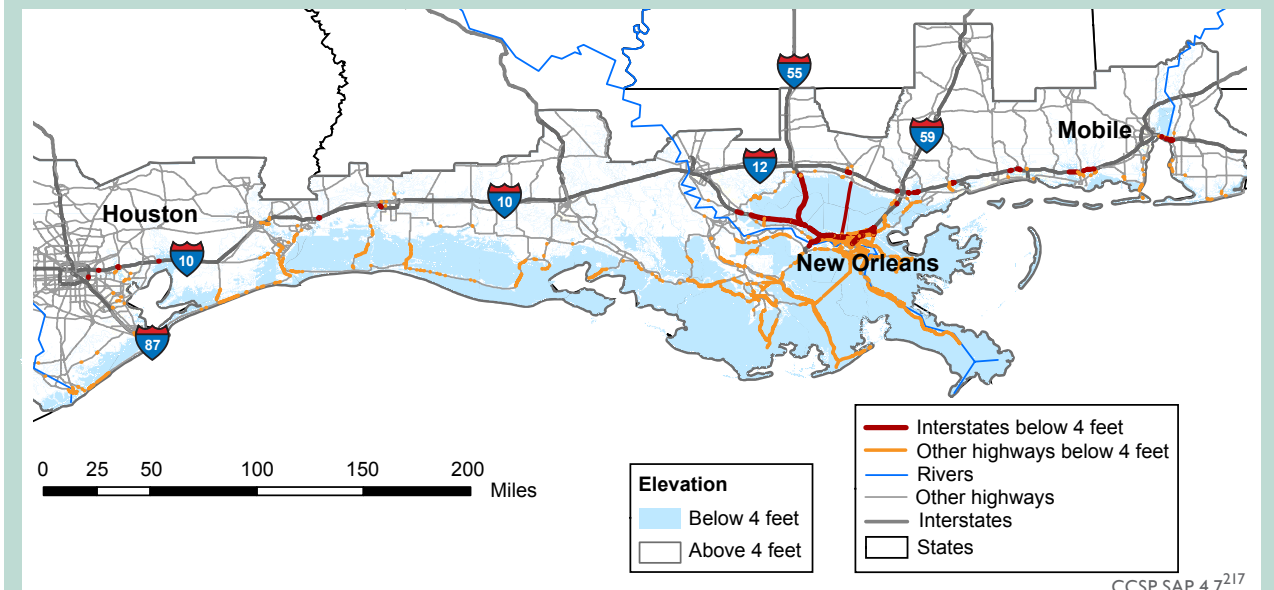 55
59
Mobile
12
10
Houston
10
New Orleans
87
0 25 50 100 150 200
Miles
Elevation
Below 4 feet
Above 4 feet
Interstates below 4 feet
Other highways below 4 feet
Rivers
Other highways
Interstates
States
CCSP SAP 4.7217